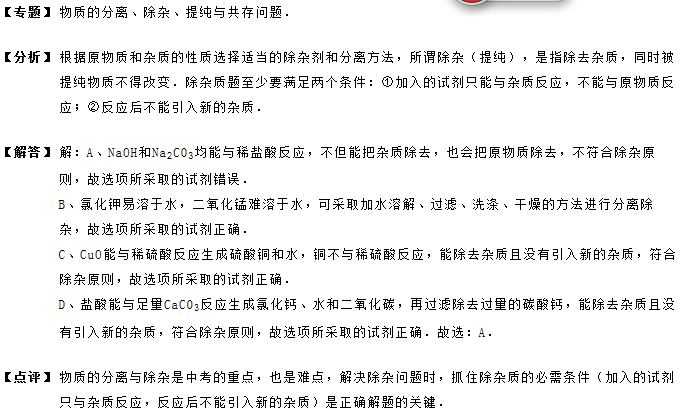 【专题】物质的分离、除杂、提纯与共存问题．
【分析】根据原物质和杂质的性质选择适当的除杂剂和分离方法，所谓除杂（提纯），是指除去杂质，同时被
提纯物质不得改变．除杂质题至少要满足两个条件：①加入的试剂只能与杂质反应，不能与原物质反
应；②反应后不能引入新的杂质．
【解答】解：A、NaOH和Na₂CO₃均能与稀盐酸反应，不但能把杂质除去，也会把原物质除去，不符合除杂原
则，故选项所采取的试剂错误．
B、氯化钾易溶于水，二氧化锰难溶于水，可采取加水溶解、过滤、洗涤、干燥的方法进行分离除
杂，故选项所采取的试剂正确．
C、CuO能与稀硫酸反应生成硫酸铜和水，铜不与稀硫酸反应，能除去杂质且没有引入新的杂质，符合
除杂原则，故选项所采取的试剂正确．
D、盐酸能与足量CaCO₃反应生成氯化钙、水和二氧化碳，再过滤除去过量的碳酸钙，能除去杂质且没
有引入新的杂质，符合除杂原则，故选项所采取的试剂正确．故选：A．
【点评】物质的分离与除杂是中考的重点，也是难点，解决除杂问题时，抓住除杂质的必需条件（加入的试剂
只与杂质反应，反应后不能引入新的杂质）是正确解题的关键．